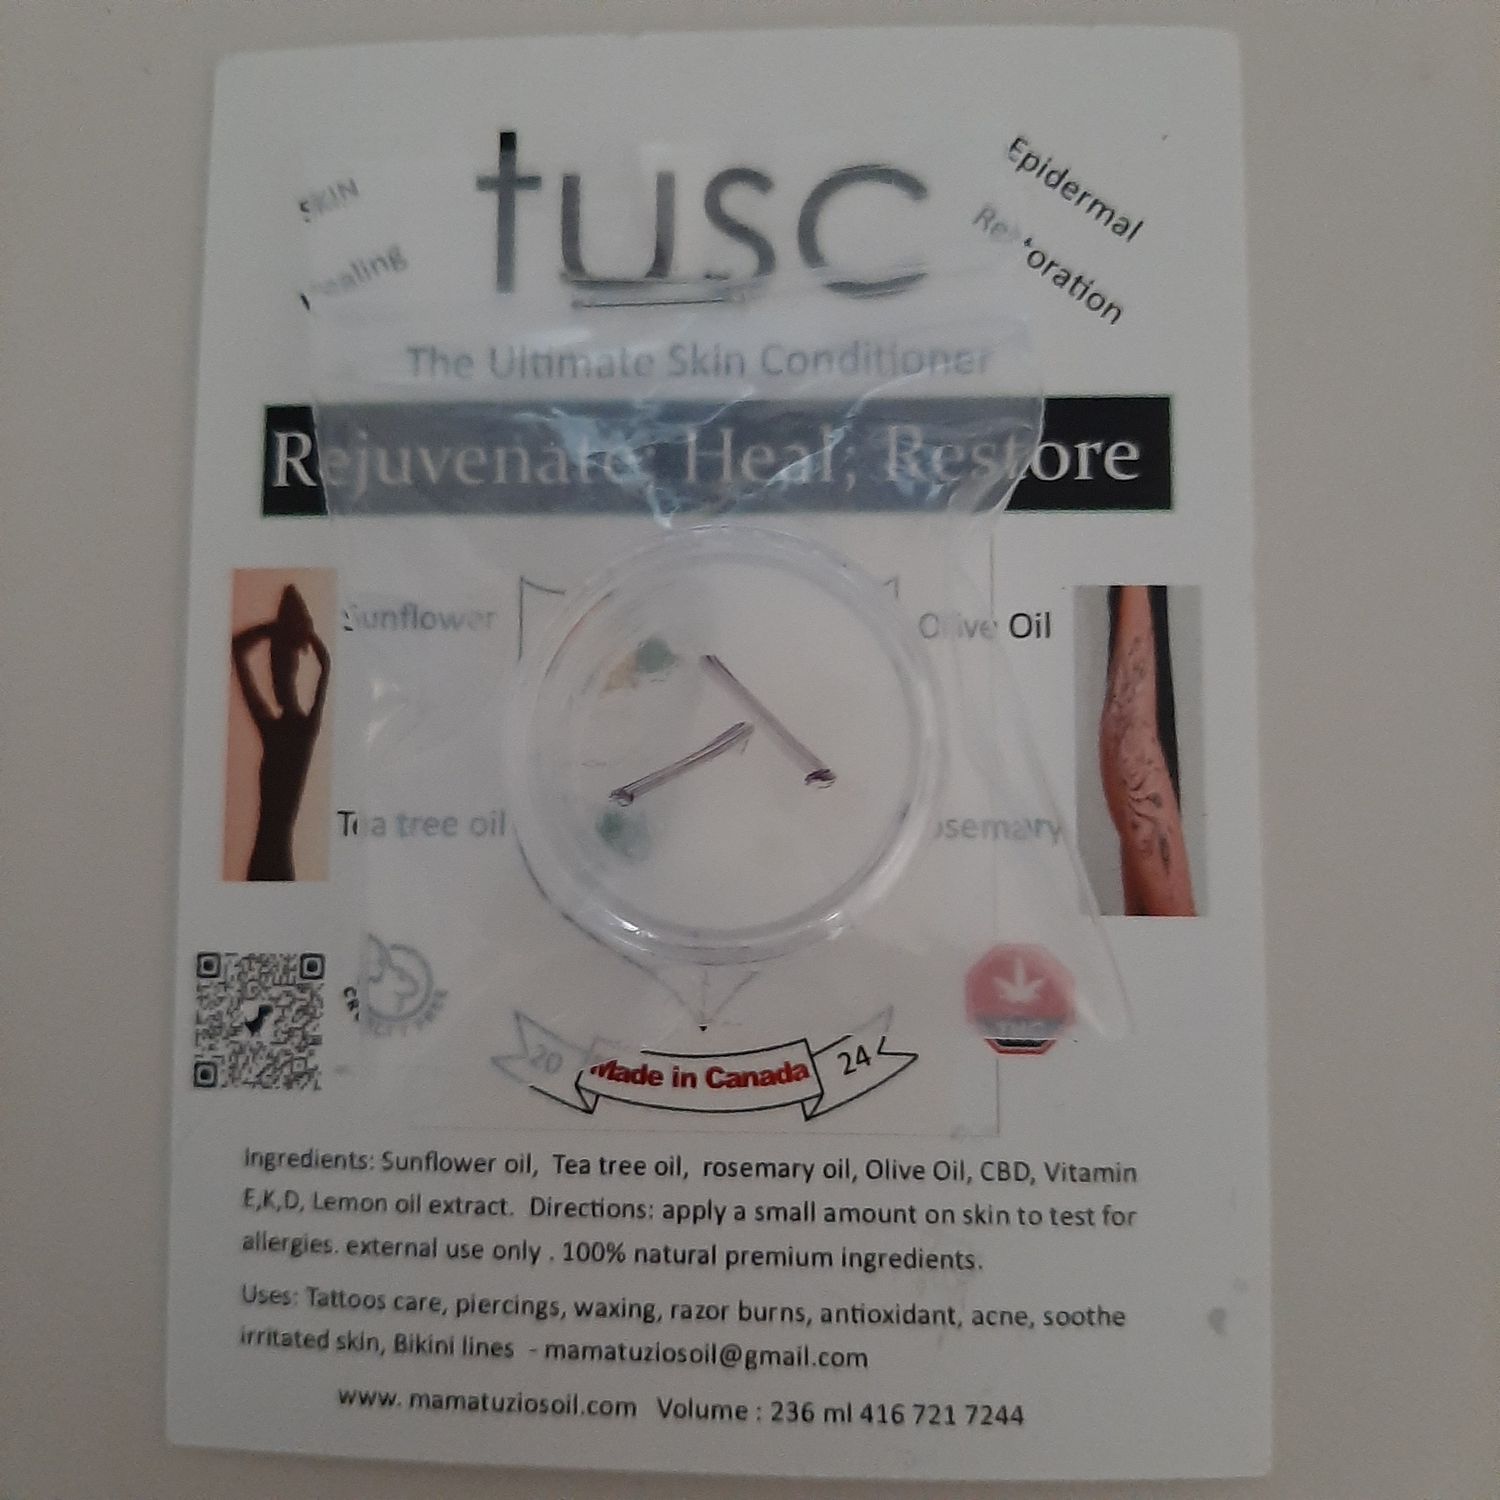 tusc
SKIN
Healing
Epidermal
Restoration
The Ultimate Skin Conditioner
Rejuvenate; Heal; Restore
Sunflower
Olive Oil
Tea tree oil
osemary
20
Made in Canada
24
Ingredients: Sunflower oil, Tea tree oil, rosemary oil, Olive Oil, CBD, Vitamin
E,K,D, Lemon oil extract. Directions: apply a small amount on skin to test for
allergies. external use only . 100% natural premium ingredients.
Uses: Tattoos care, piercings, waxing, razor burns, antioxidant, acne, soothe
irritated skin, Bikini lines - mamatuziosoil@gmail.com
www. mamatuziosoil.com Volume : 236 ml 416 721 7244